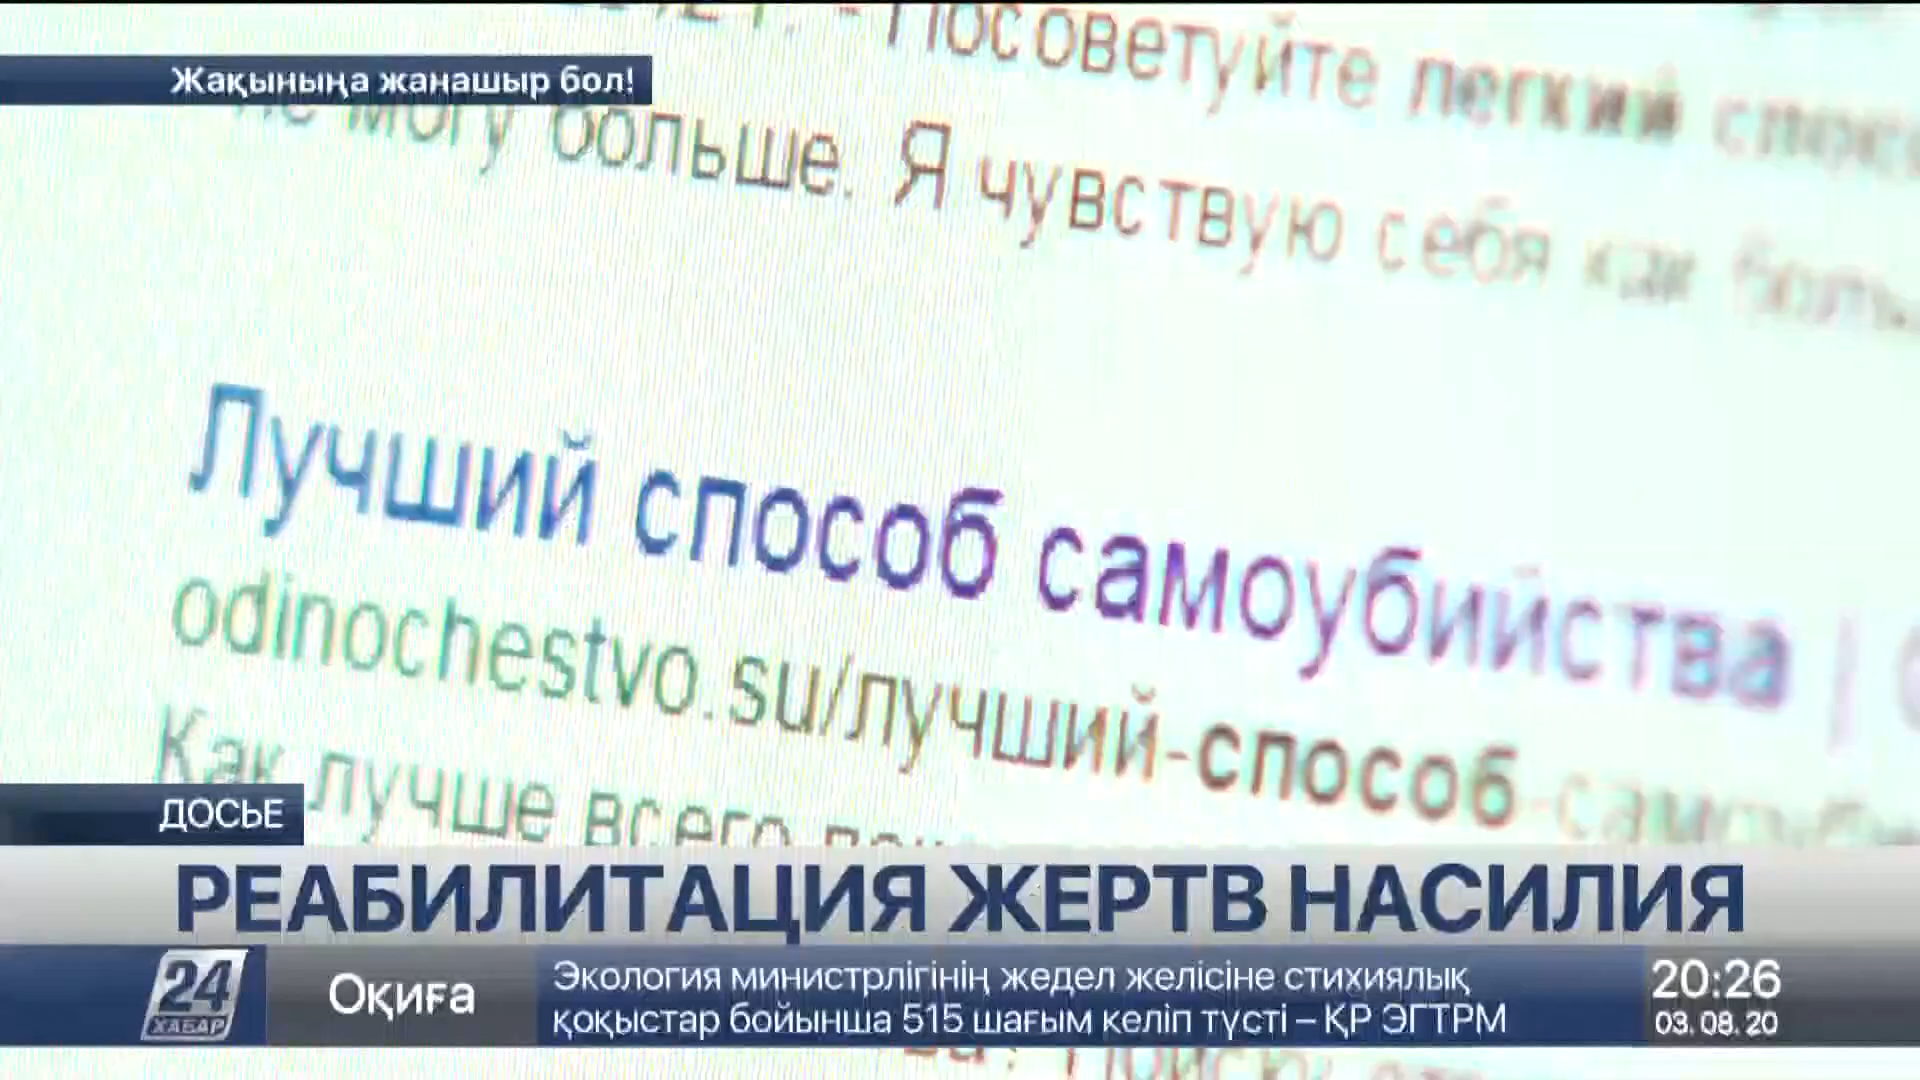 - Посоветуйте легкий
Жақыныңа жанашыр бол!
не могу больше. Я чувствую себя как
Лучший способ самоубийства |
odinochestvo.su/лучший-способ-
Как лучше всего
ДОСЬЕ
РЕАБИЛИТАЦИЯ ЖЕРТВ НАСИЛИЯ
24
ХАБАР
Оқиға
Экология министрлігінің жедел желісіне стихиялық
қоқыстар бойынша 515 шағым келіп түсті – ҚР ЭГТРМ
20:26
03. 08. 20